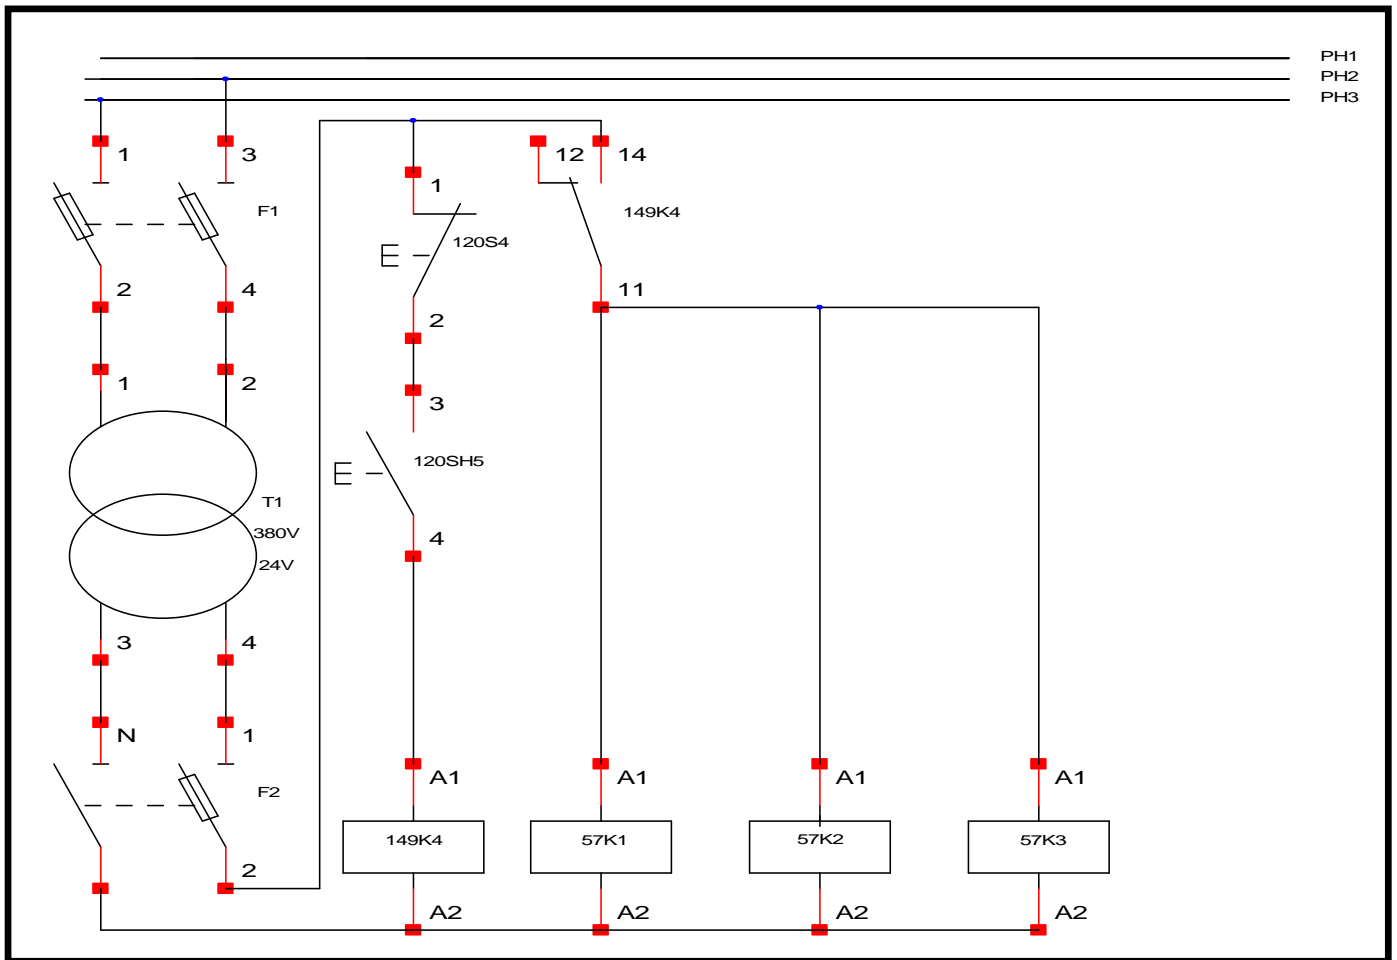 PH1
PH2
PH3
1 3 12 14
1
F1 149K4
120S4
2 4 11
2
1 2
3
120SH5
T1
380V
4
24V
3 4
N 1
A1 A1 A1 A1
F2
149K4 57K1 57K2 57K3
2
A2 A2 A2 A2
E
E